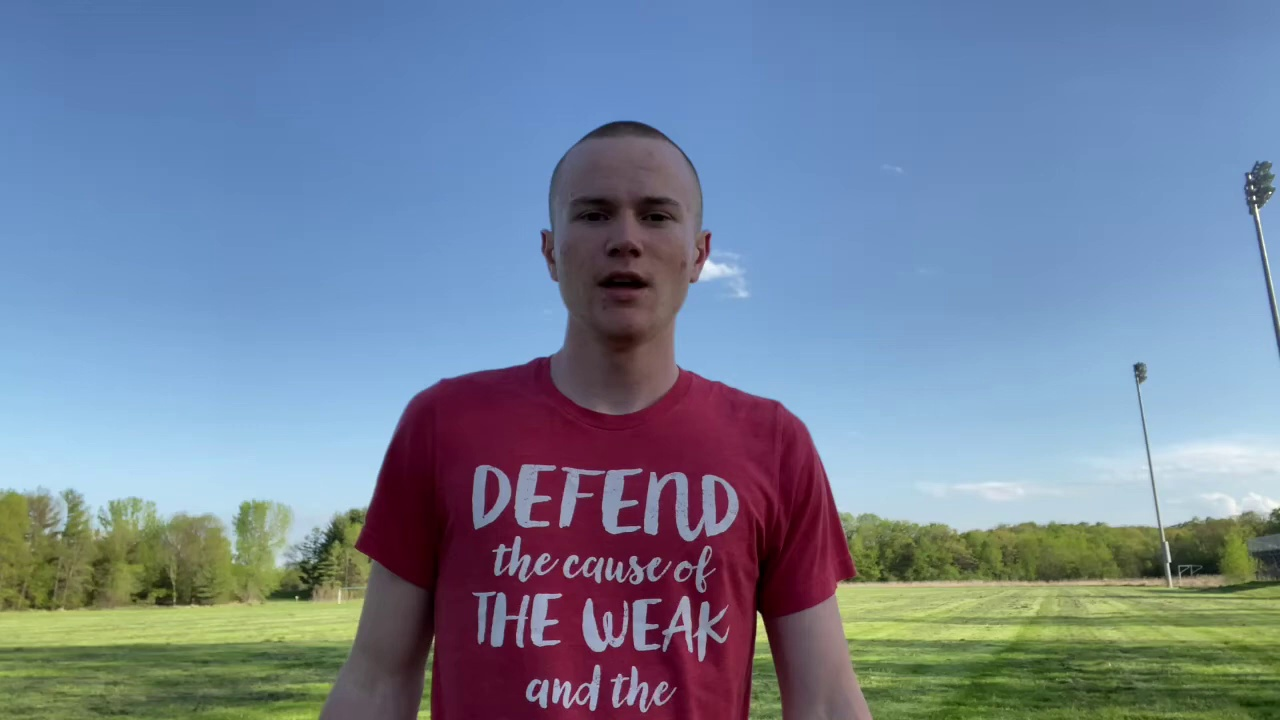 DEFEND
the cause of
THE WEAK
and the